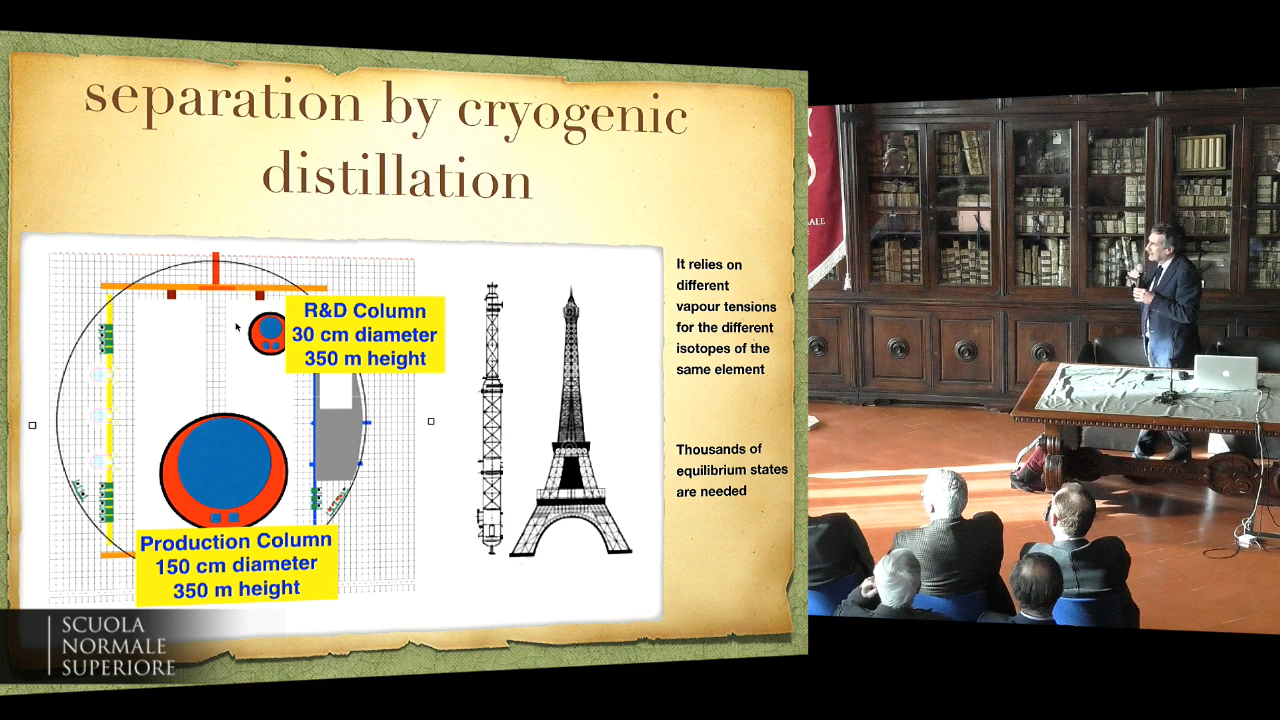 separation by cryogenic
distillation
R&D Column
30 cm diameter
350 m height
Production Column
150 cm diameter
350 m height
It relies on
different
vapour tensions
for the different
isotopes of the
same element
Thousands of
equilibrium states
are needed
SCUOLA
NORMALE
SUPERIORE